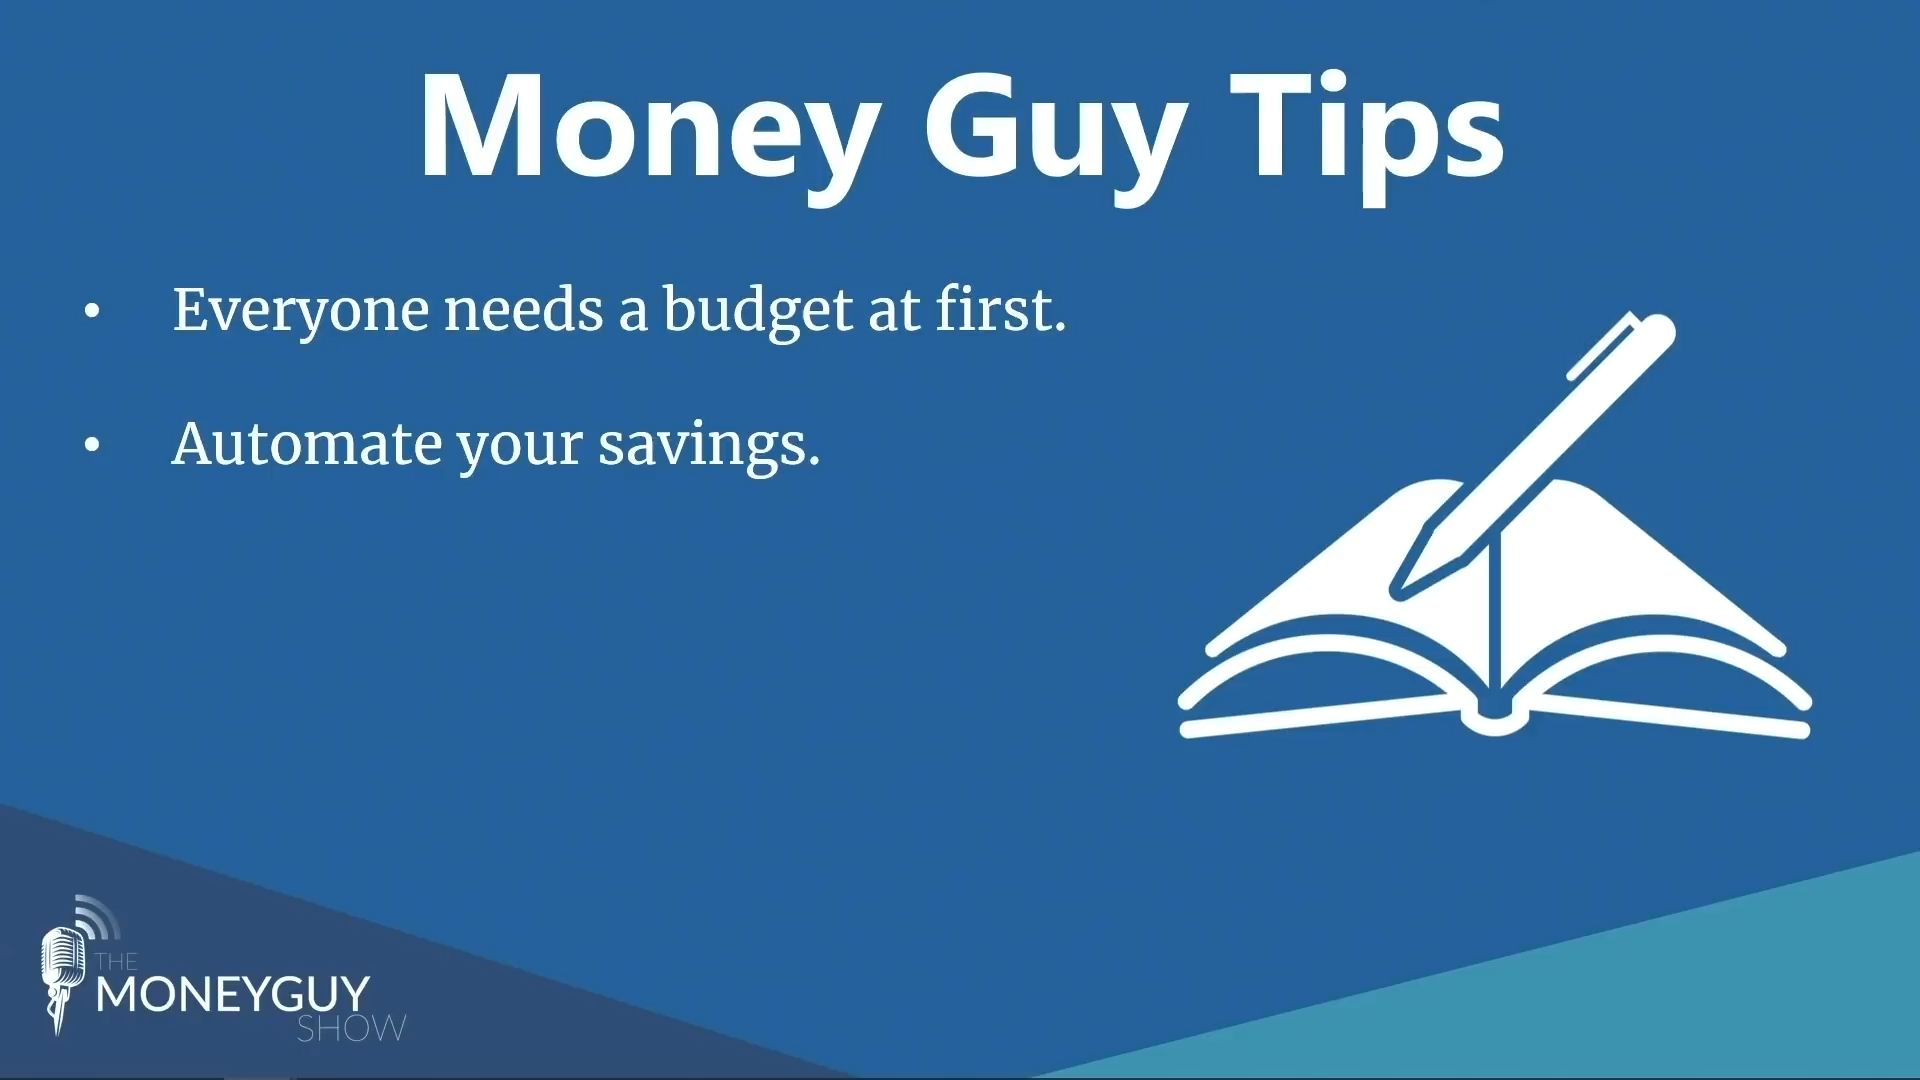 Money Guy Tips
• Everyone needs a budget at first.
• Automate your savings.
THE
MONEYGUY
SHOW